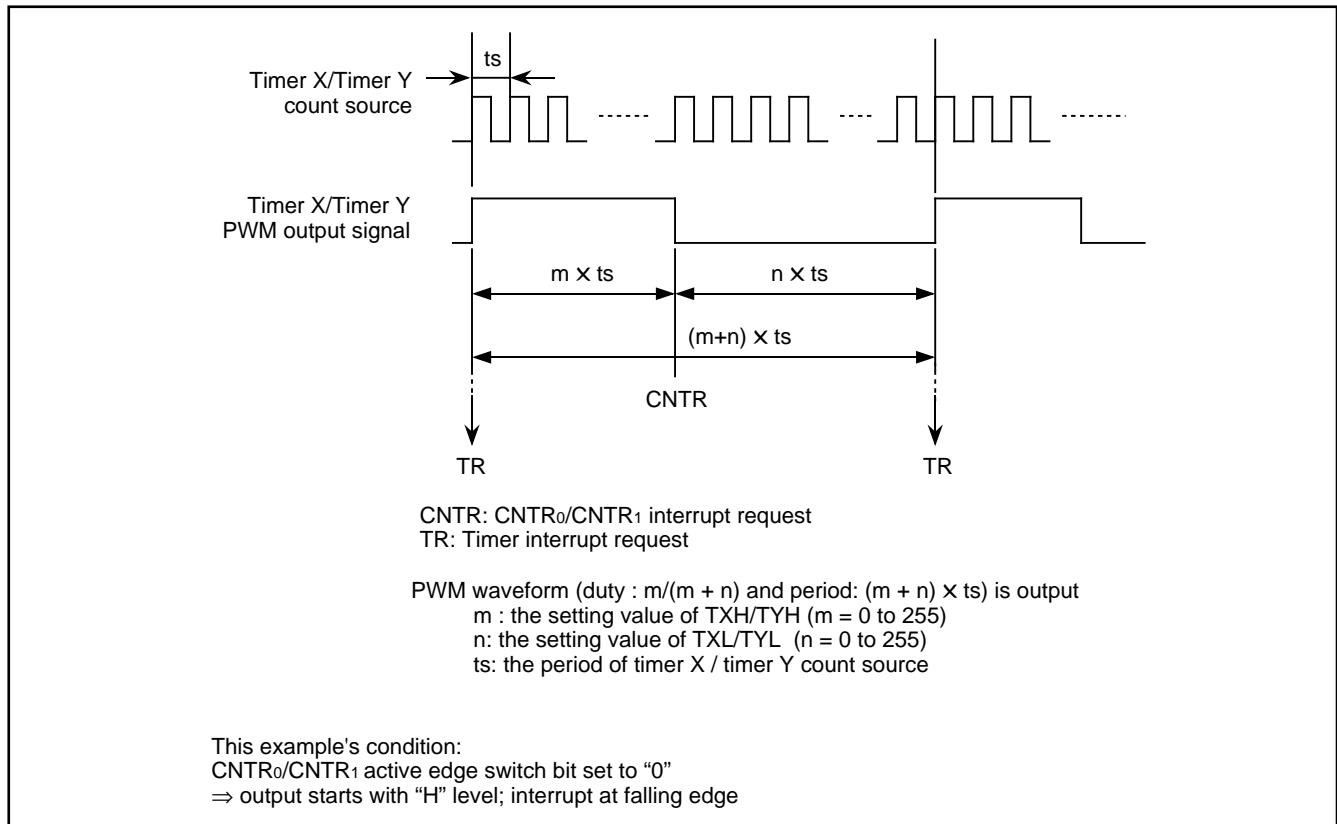 ts
Timer X/Timer Y
count source
Timer X/Timer Y
PWM output signal
m × ts
n × ts
(m+n) × ts
CNTR
TR
TR
CNTR: CNTR0/CNTR1 interrupt request
TR: Timer interrupt request
PWM waveform (duty : m/(m + n) and period: (m + n) × ts) is output
m : the setting value of TXH/TYH (m = 0 to 255)
n: the setting value of TXL/TYL (n = 0 to 255)
ts: the period of timer X / timer Y count source
This example's condition:
CNTR0/CNTR1 active edge switch bit set to “0”
⇒ output starts with “H” level; interrupt at falling edge